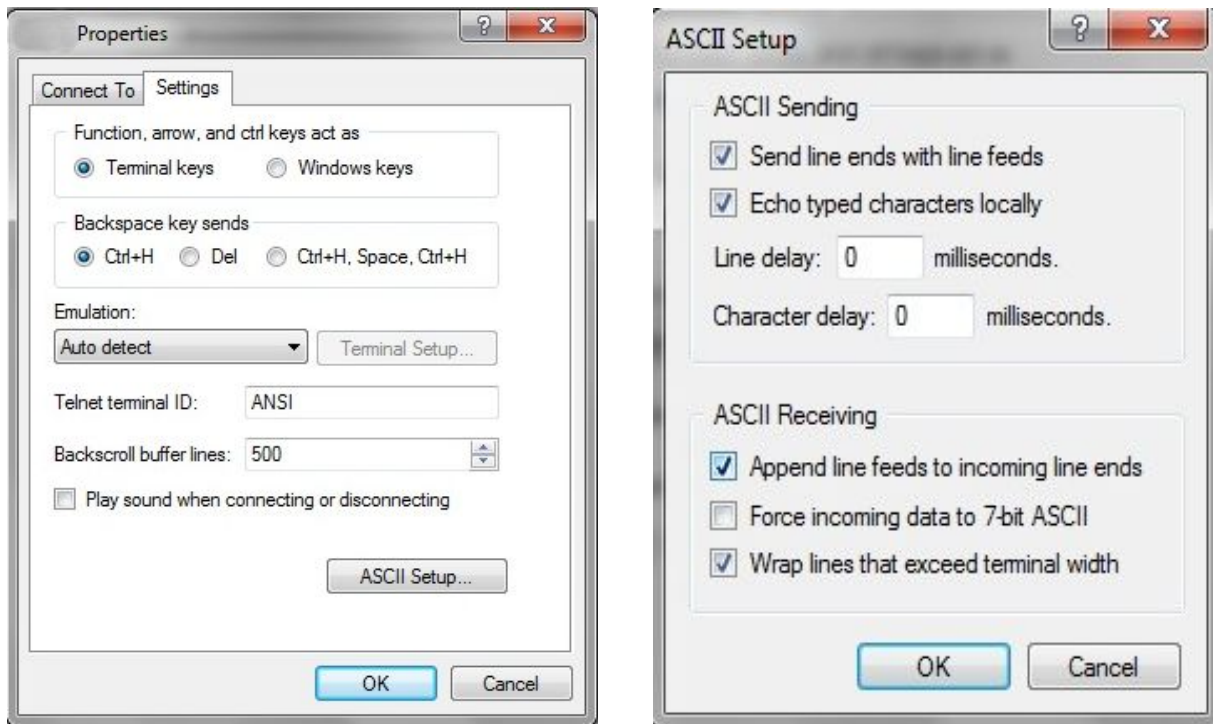 Properties
Connect To Settings
Function, arrow, and ctrl keys act as
Terminal keys Windows keys
Backspace key sends
Ctrl+H Del Ctrl+H, Space, Ctrl+H
Emulation:
Auto detect Terminal Setup...
Telnet terminal ID: ANSI
Backscroll buffer lines: 500
Play sound when connecting or disconnecting
ASCII Setup...
OK Cancel
ASCII Setup
ASCII Sending
Send line ends with line feeds
Echo typed characters locally
Line delay: 0 milliseconds.
Character delay: 0 milliseconds.
ASCII Receiving
Append line feeds to incoming line ends
Force incoming data to 7-bit ASCII
Wrap lines that exceed terminal width
OK Cancel